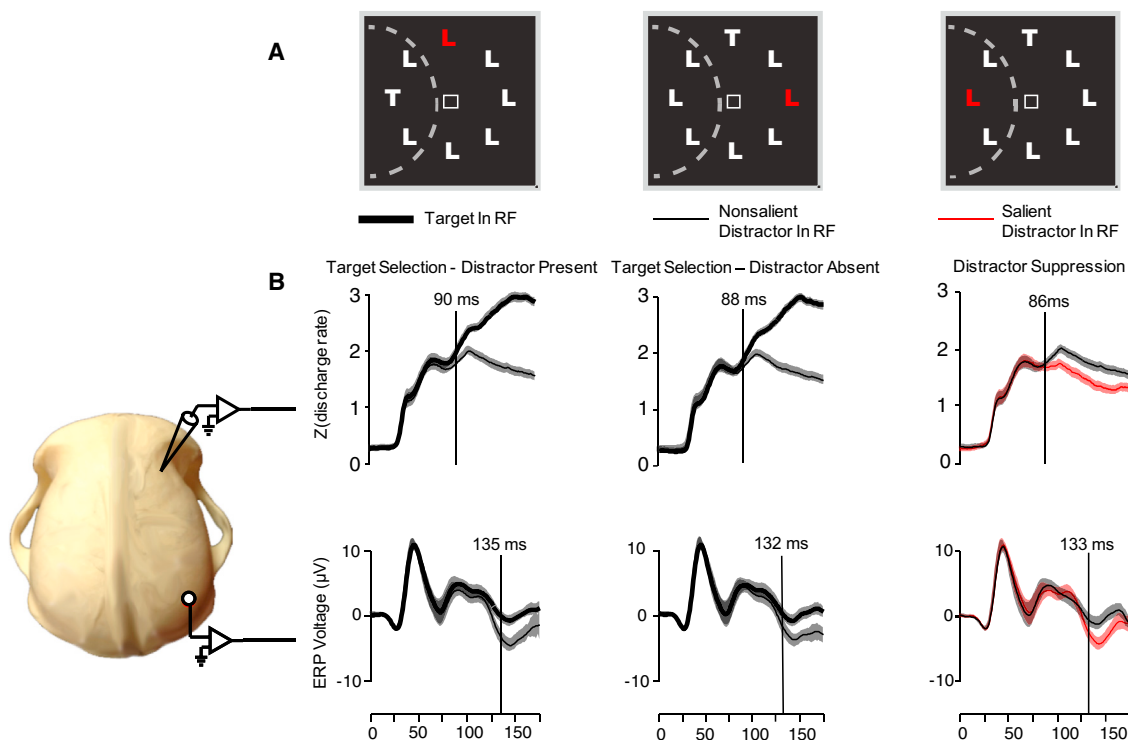 A
L
L
L
T
L
L
L
L
T
L
L
L
L
L
L
L
T
L
L
L
L
L
L
L
Target In RF
Nonsalient
Distractor In RF
Salient
Distractor In RF
B
Target Selection - Distractor Present
Target Selection – Distractor Absent
Distractor Suppression
Z(discharge rate)
3
2
1
0
90 ms
3
2
1
0
88 ms
3
2
1
0
86ms
ERP Voltage (µV)
10
0
-10
135 ms
0 50 100 150
10
0
-10
132 ms
0 50 100 150
10
0
-10
133 ms
0 50 100 150